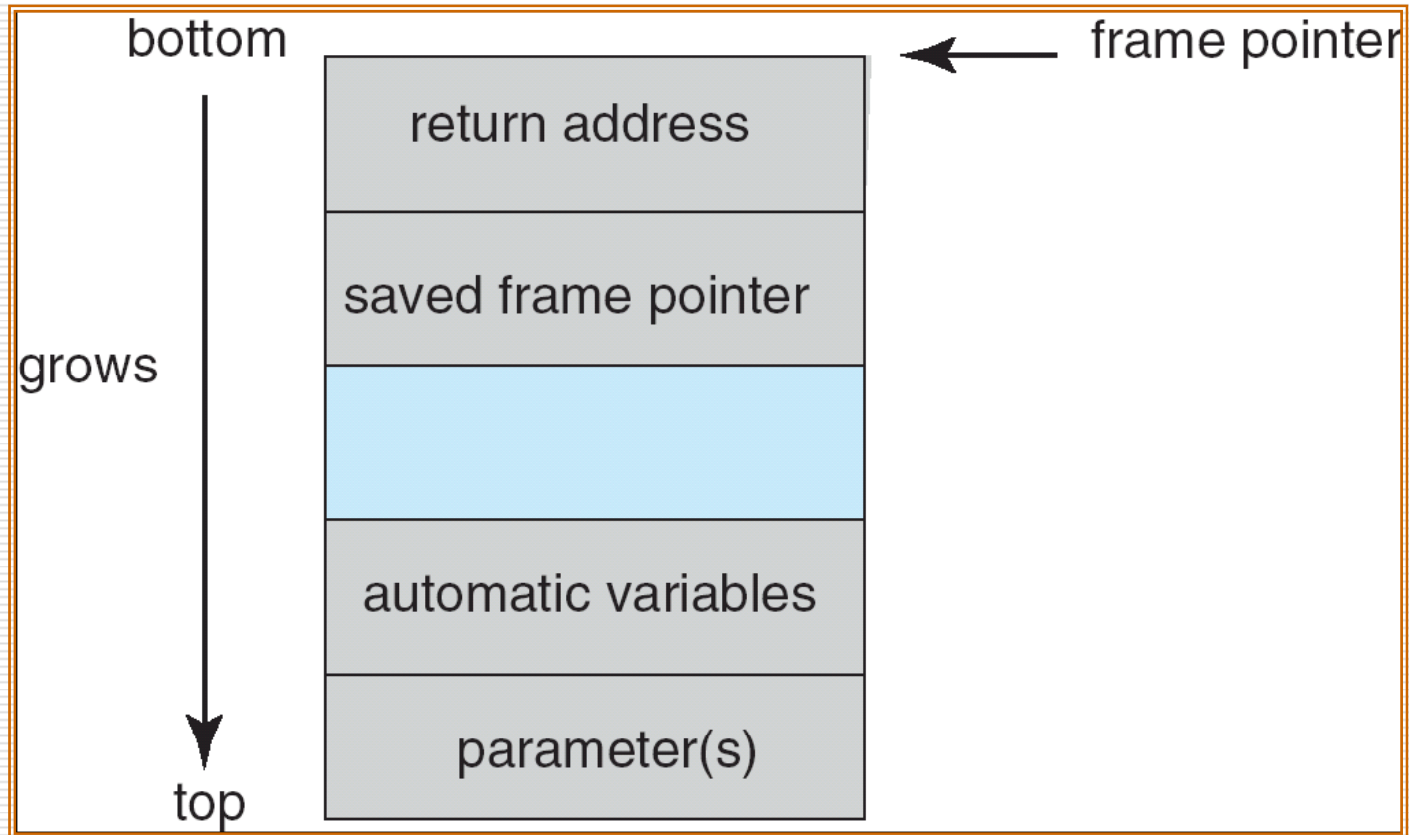 bottom
frame pointer
return address
saved frame pointer
grows
automatic variables
parameter(s)
top